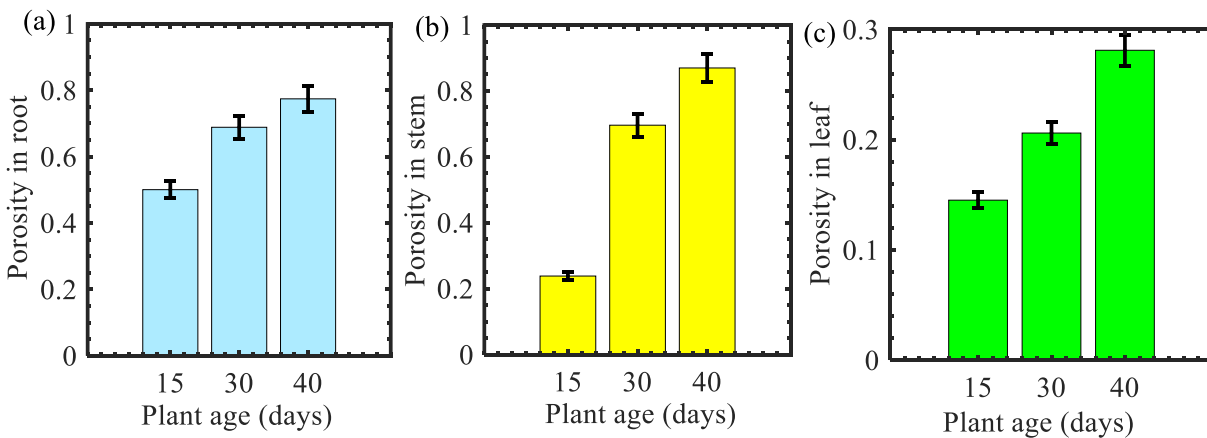 (a)
1
0.8
0.6
0.4
0.2
0
Porosity in root
15 30 40
Plant age (days)
(b)
1
0.8
0.6
0.4
0.2
0
Porosity in stem
15 30 40
Plant age (days)
(c)
0.3
0.2
0.1
0
Porosity in leaf
15 30 40
Plant age (days)